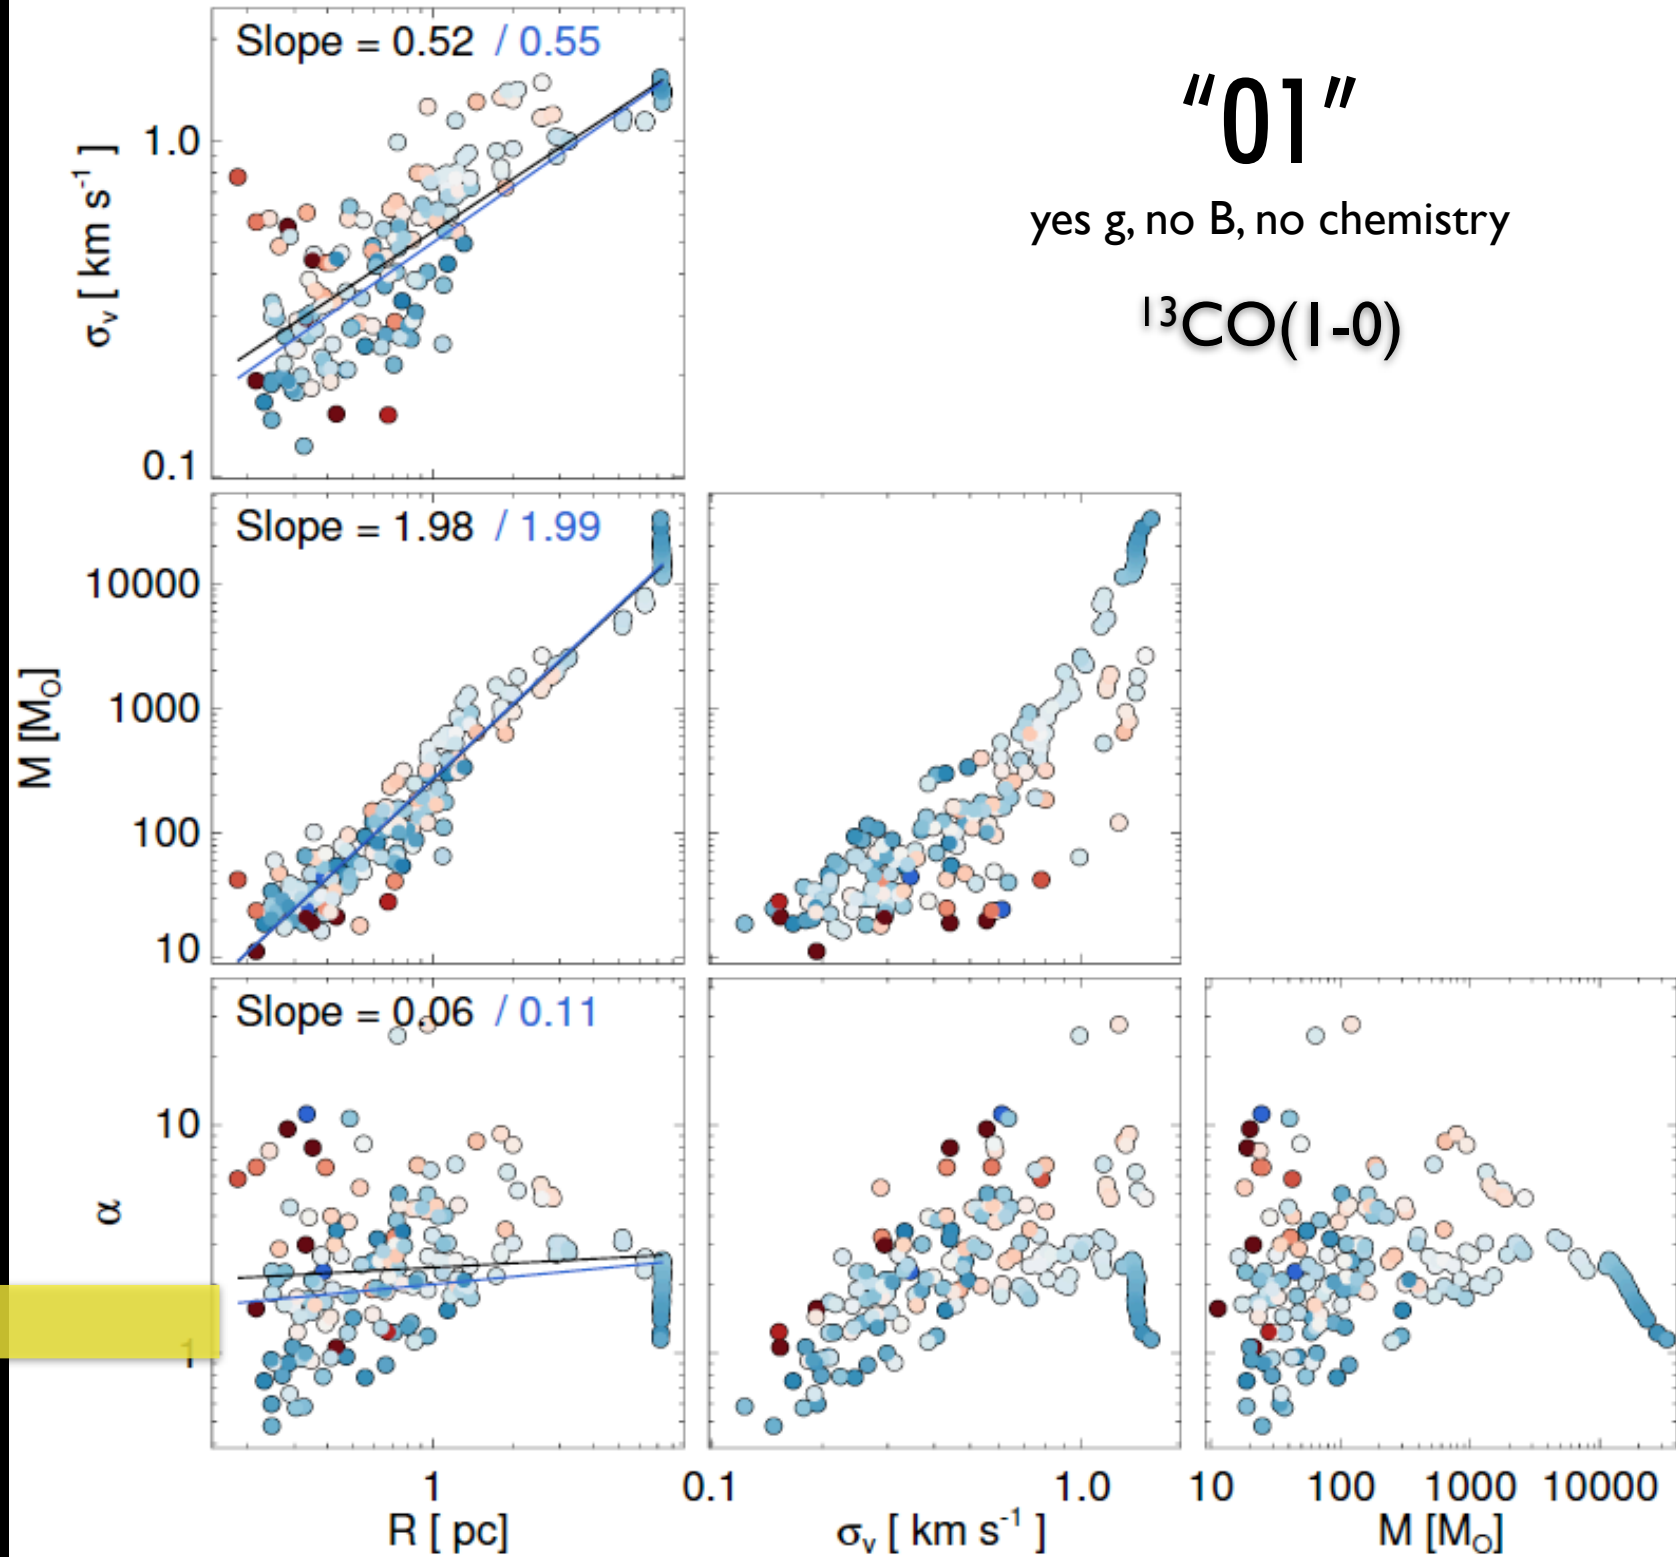 Slope = 0.52 / 0.55
1.0
0.1
σv [ km s-1 ]
“01”
yes g, no B, no chemistry
13CO(1-0)
Slope = 1.98 / 1.99
10000
1000
100
10
M [MO]
Slope = 0.06 / 0.11
10
1
α
1
R [ pc]
0.1
1.0
σv [ km s-1 ]
10
100
1000
10000
M [MO]